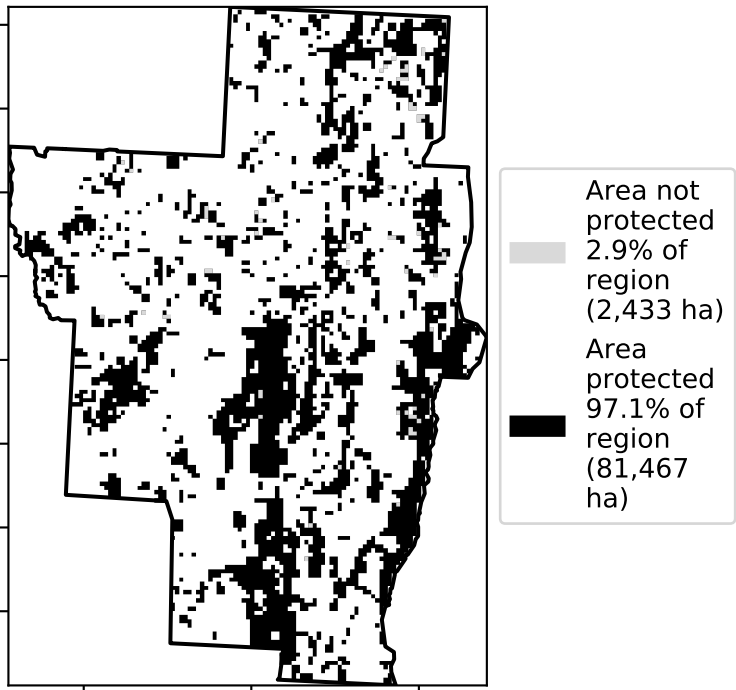 Area not
protected
2.9% of
region
(2,433 ha)
Area
protected
97.1% of
region
(81,467
ha)